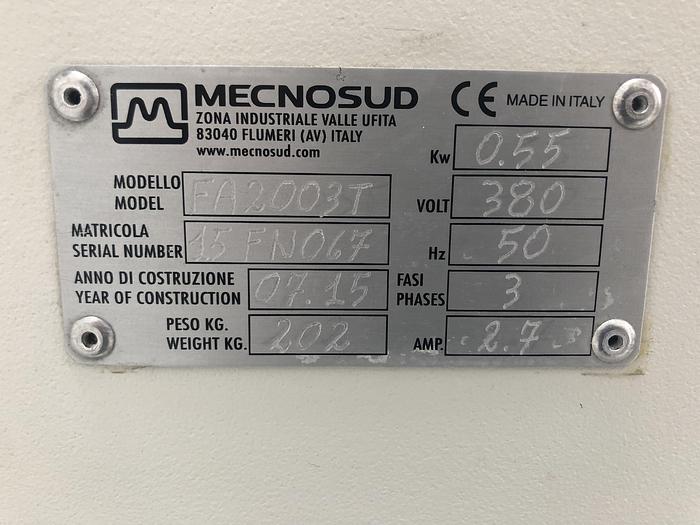 MECNOSUD CE MADE IN ITALY
ZONA INDUSTRIALE VALLE UFITA
83040 FLUMERI (AV) ITALY
www.mecnosud.com
Kw 0.55
MODELLO
MODEL FA2003T
VOLT 380
MATRICOLA
SERIAL NUMBER 15FN067
Hz 50
ANNO DI COSTRUZIONE
YEAR OF CONSTRUCTION 07.15
FASI
PHASES 3
PESO KG.
WEIGHT KG. 202
AMP. 2.7